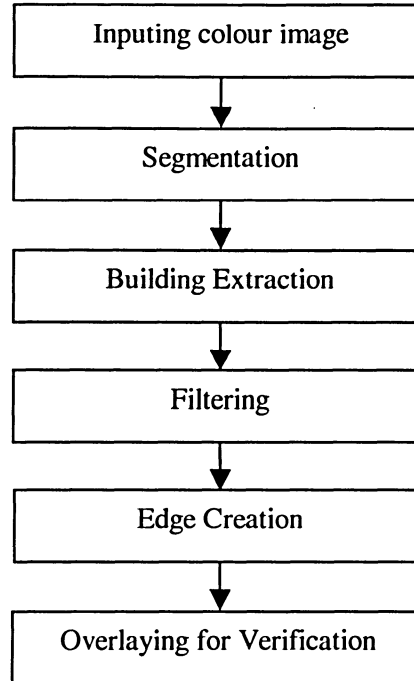 Inputing colour image
Segmentation
Building Extraction
Filtering
Edge Creation
Overlaying for Verification